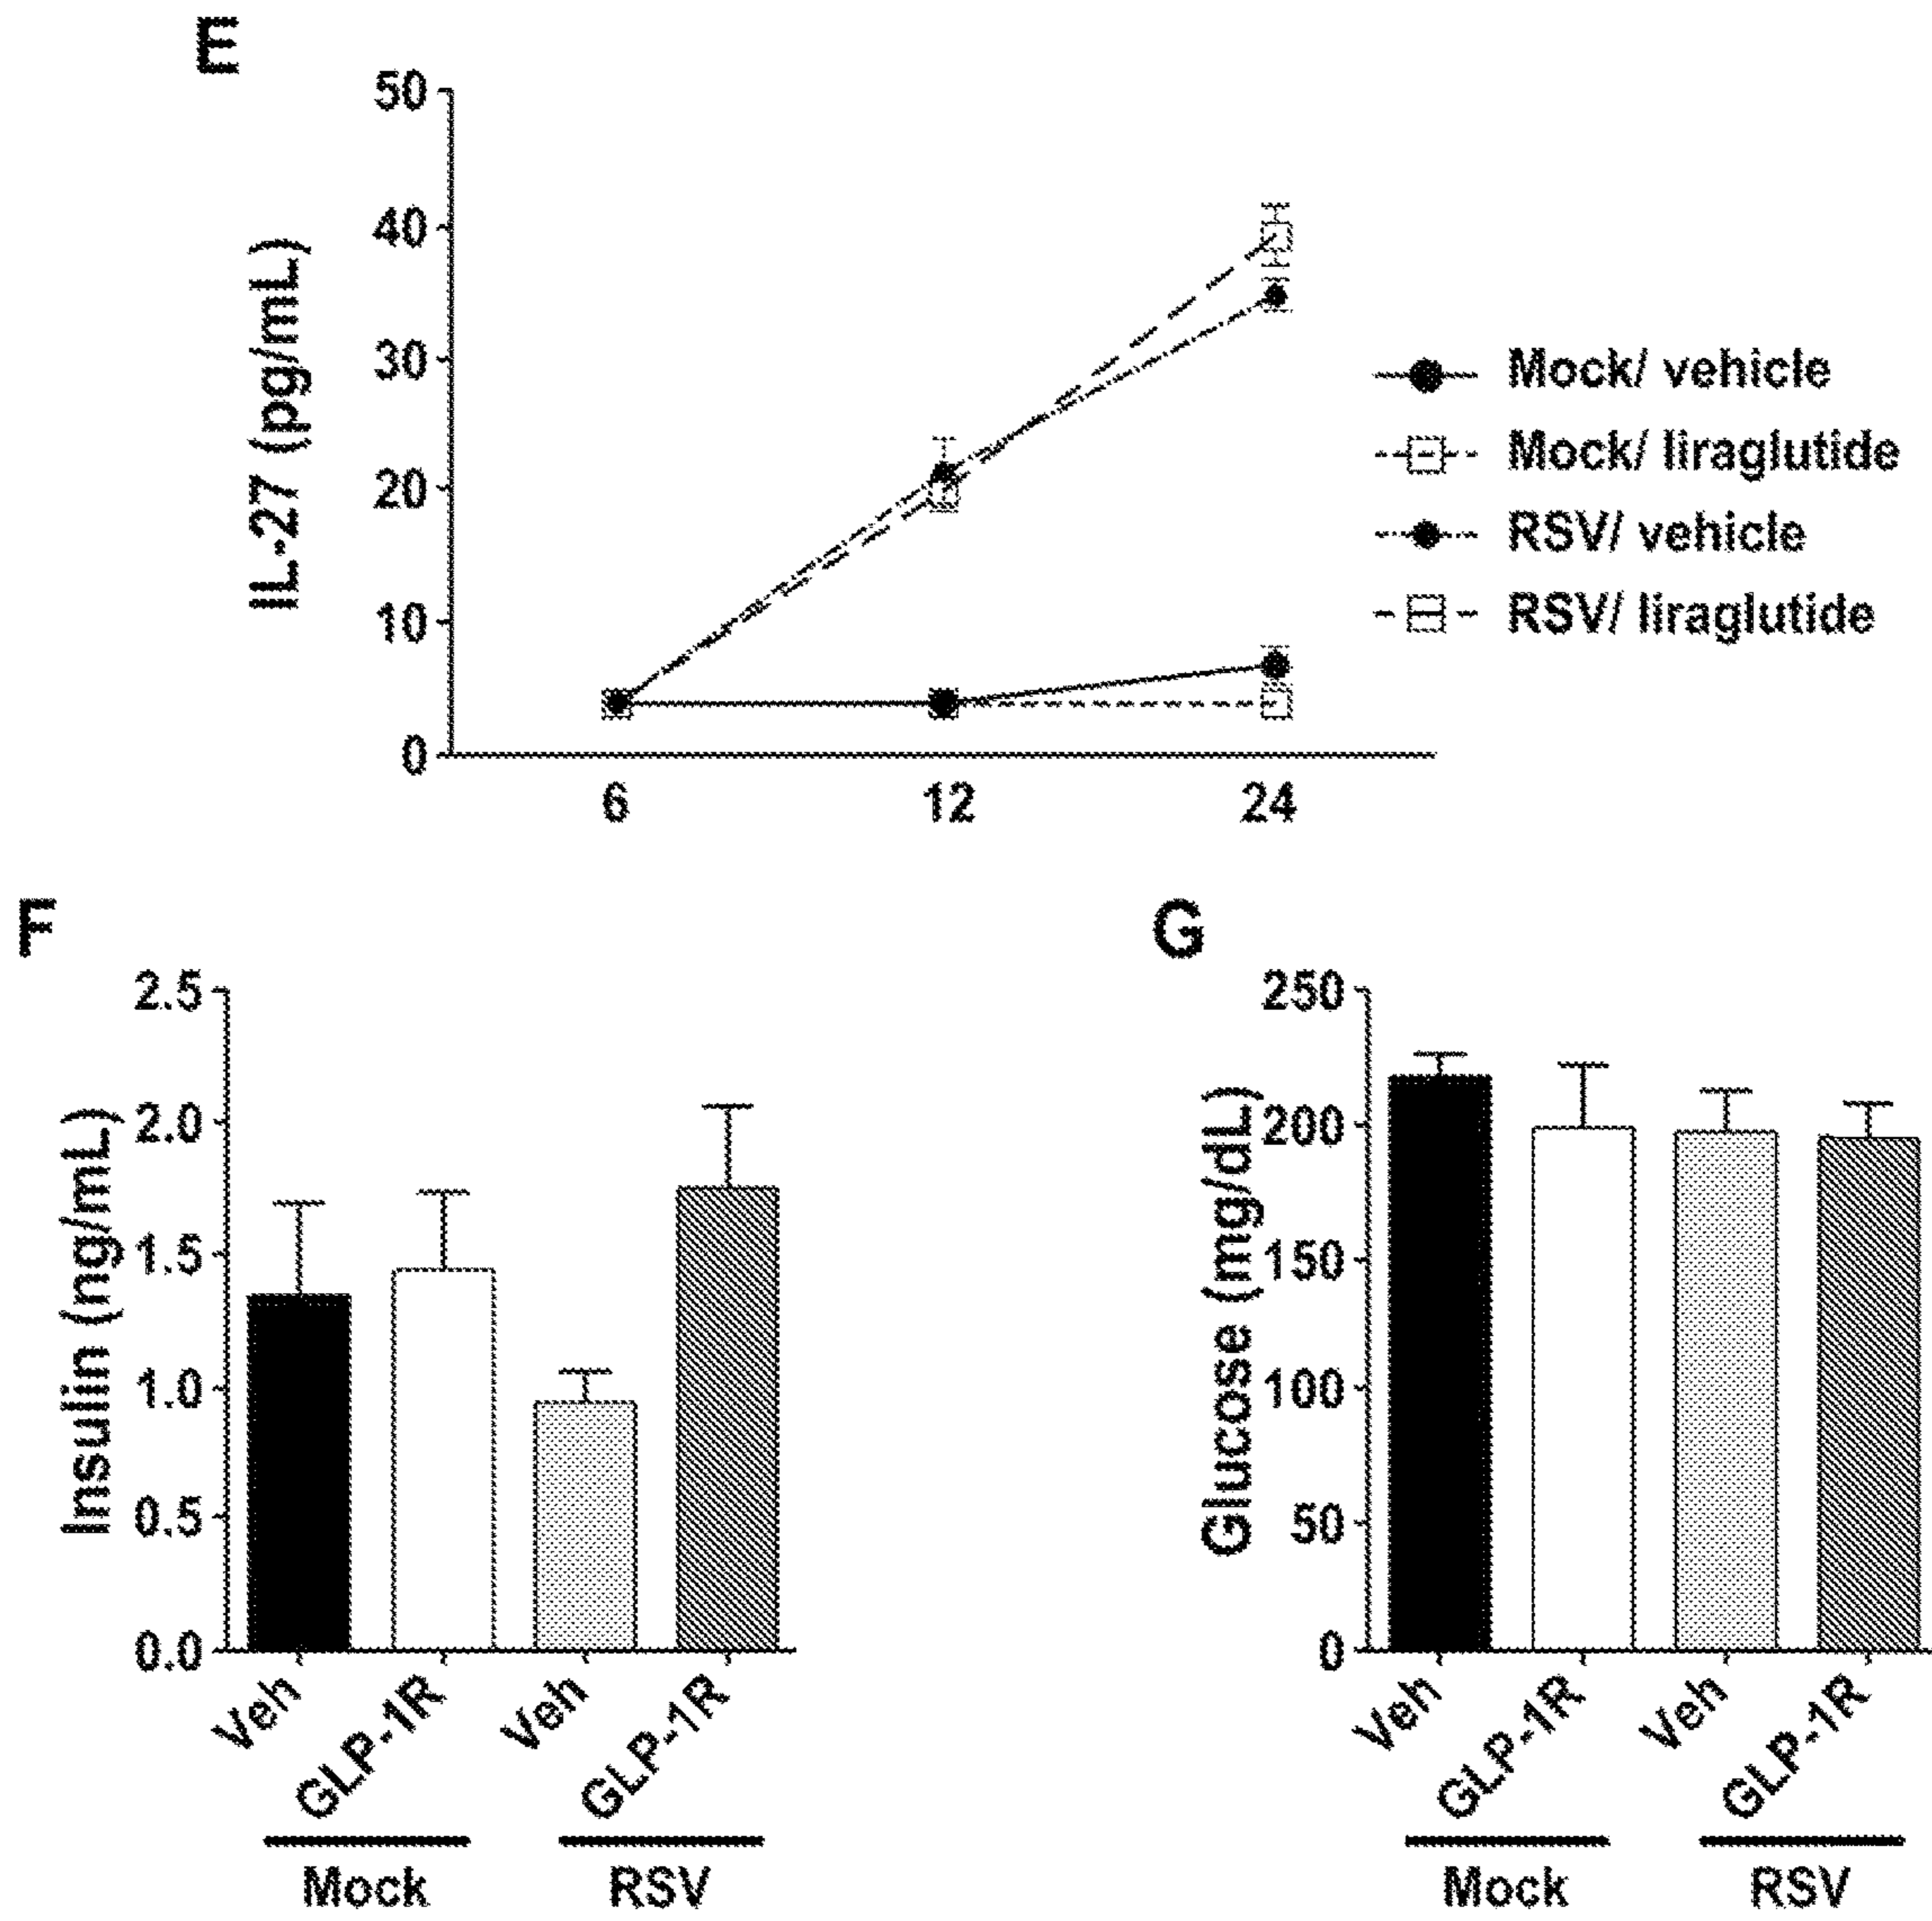 E
50
40
30
20
10
0
IL-27 (pg/mL)
6 12 24
Mock/ vehicle
Mock/ liraglutide
RSV/ vehicle
RSV/ liraglutide
F
2.5
2.0
1.5
1.0
0.5
0.0
Insulin (ng/mL)
Veh GLP-1R Veh GLP-1R
Mock RSV
G
250
200
150
100
50
0
Glucose (mg/dL)
Veh GLP-1R Veh GLP-1R
Mock RSV